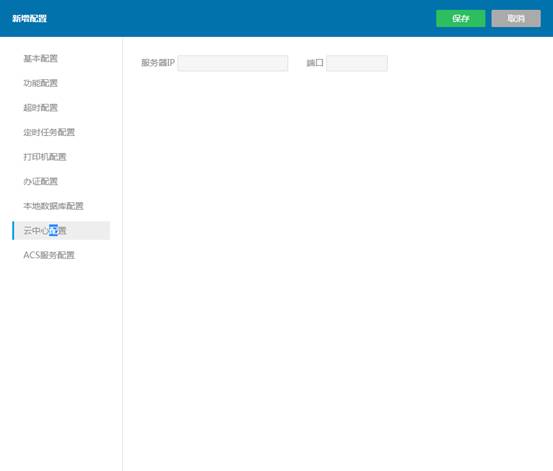 新增配置 保存 取消
基本配置
服务器IP 端口
功能配置
超时配置
定时任务配置
打印机配置
办证配置
本地数据库配置
云中心配置
ACS服务配置